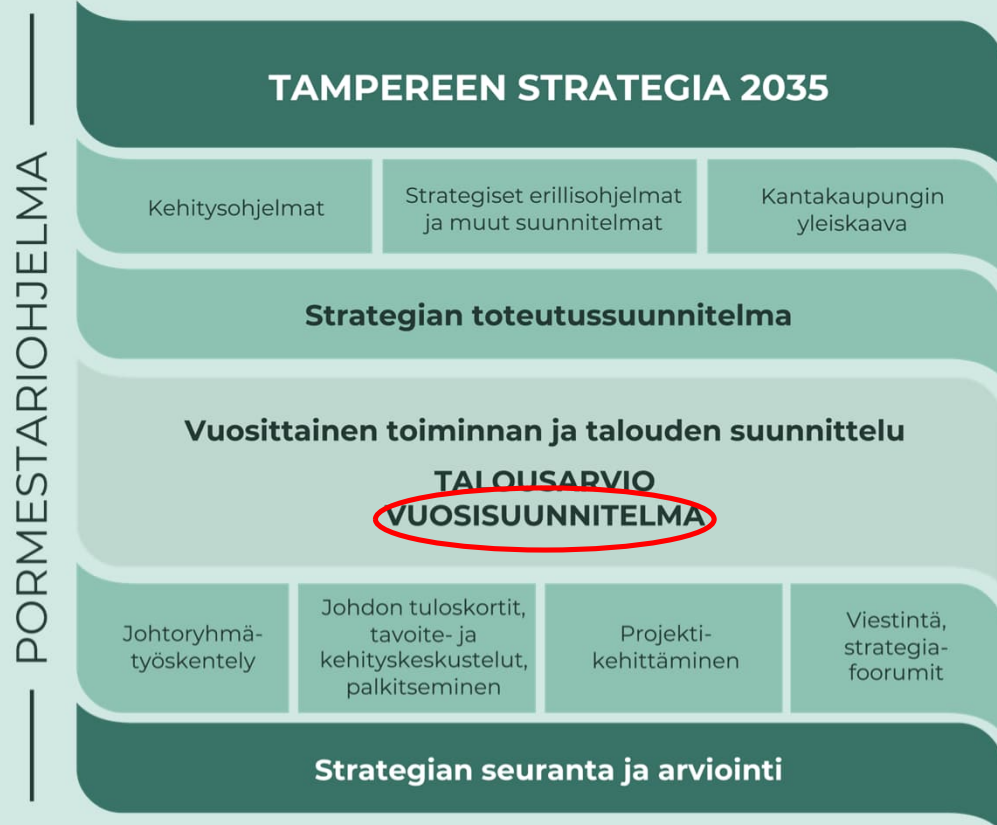 PORMESTARIOHJELMA
TAMPEREEN STRATEGIA 2035
Kehitysohjelmat
Strategiset erillisohjelmat
ja muut suunnitelmat
Kantakaupungin
yleiskaava
Strategian toteutussuunnitelma
Vuosittainen toiminnan ja talouden suunnittelu
TALOUSARVIO
VUOSISUUNNITELMA
Johtoryhmä-
työskentely
Johdon tuloskortit,
tavoite- ja
kehityskeskustelut,
palkitseminen
Projekti-
kehittäminen
Viestintä,
strategia-
foorumit
Strategian seuranta ja arviointi